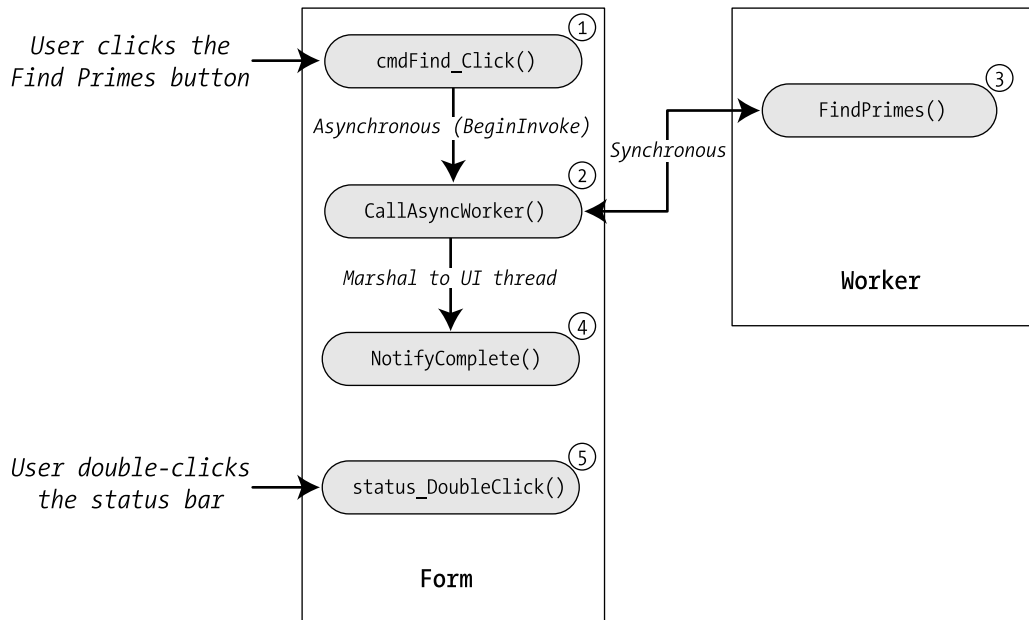 User clicks the
Find Primes button
1
cmdFind_Click()
Asynchronous (BeginInvoke)
2
CallAsyncWorker()
Synchronous
3
FindPrimes()
Worker
Marshal to UI thread
4
NotifyComplete()
User double-clicks
the status bar
5
status_DoubleClick()
Form